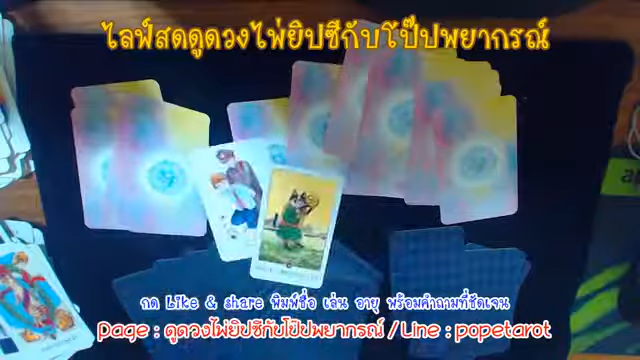 ไลฟ์สดดูดวงไพ่ยิปซีกับโป๊ปพยากรณ์
กด Like & share พิมพ์ชื่อ เล่น อายุ พร้อมคำถามที่ชัดเจน
Page : ดูดวงไพ่ยิปซีกับโป๊ปพยากรณ์ / Line : popetarot